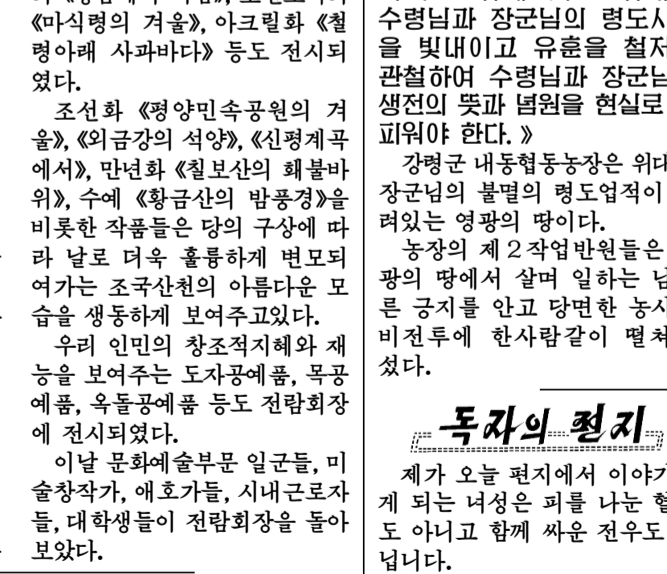 《마식령의 겨울》, 아크릴화 《철
령아래 사과바다》 등도 전시되
였다.
조선화 《평양민속공원의 겨
울》, 《외금강의 석양》, 《신평계곡
에서》, 만년화 《칠보산의 홰불바
위》, 수예 《황금산의 밤풍경》을
비롯한 작품들은 당의 구상에 따
라 날로 더욱 훌륭하게 변모되
여가는 조국산천의 아름다운 모
습을 생동하게 보여주고있다.
우리 인민의 창조적지혜와 재
능을 보여주는 도자공예품, 목공
예품, 옥돌공예품 등도 전람회장
에 전시되였다.
이날 문화예술부문 일군들, 미
술창작가, 애호가들, 시내근로자
들, 대학생들이 전람회장을 돌아
보았다.
수령님과 장군님의 령도
을 빛내이고 유훈을 철저
관철하여 수령님과 장군님
생전의 뜻과 념원을 현실로
피워야 한다. 》
강령군 내동협동농장은 위대
장군님의 불멸의 령도업적이
려있는 영광의 땅이다.
농장의 제2작업반원들은
광의 땅에서 살며 일하는 남
른 긍지를 안고 당면한 농사
비전투에 한사람같이 떨쳐
섰다.
독자의 편지
제가 오늘 편지에서 이야기
게 되는 녀성은 피를 나눈 혈
도 아니고 함께 싸운 전우도
닙니다.